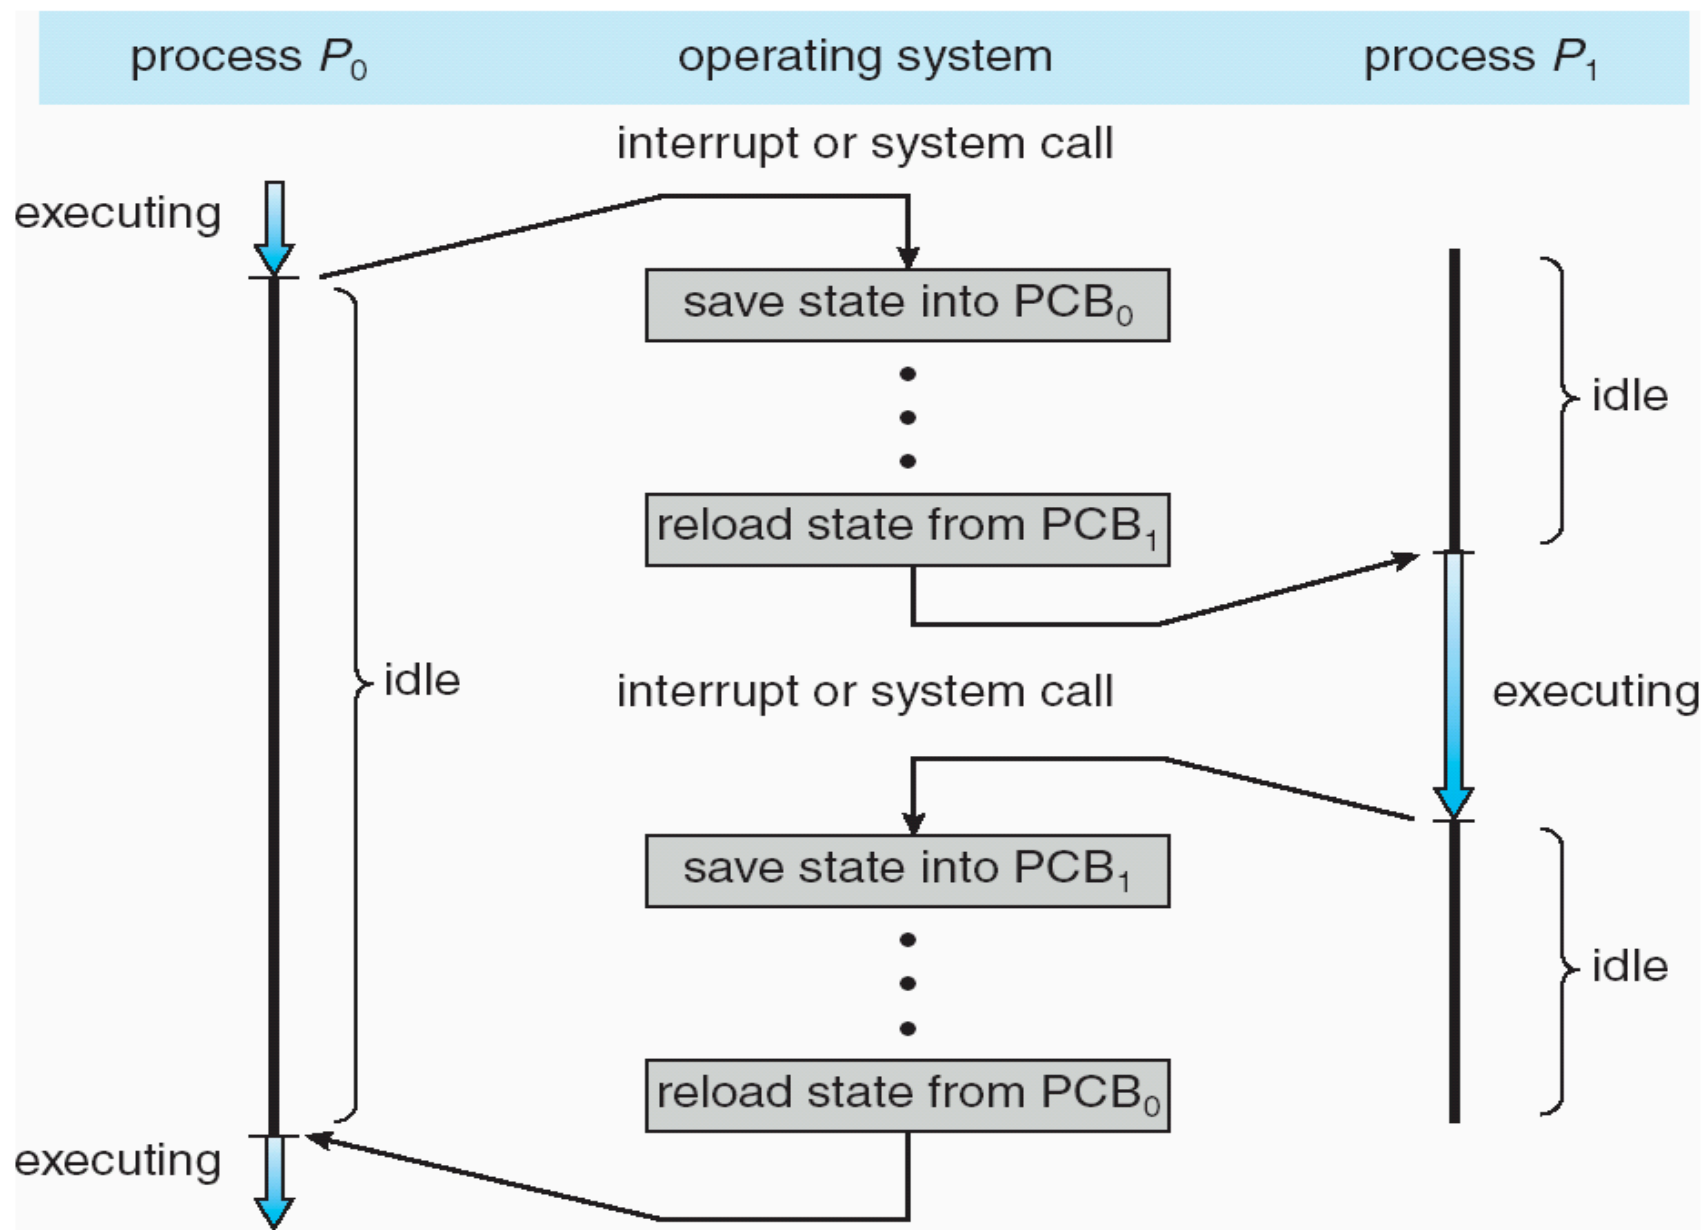 process P₀ operating system process P₁
interrupt or system call
executing
save state into PCB₀
idle
reload state from PCB₁
idle
interrupt or system call
executing
save state into PCB₁
idle
reload state from PCB₀
executing